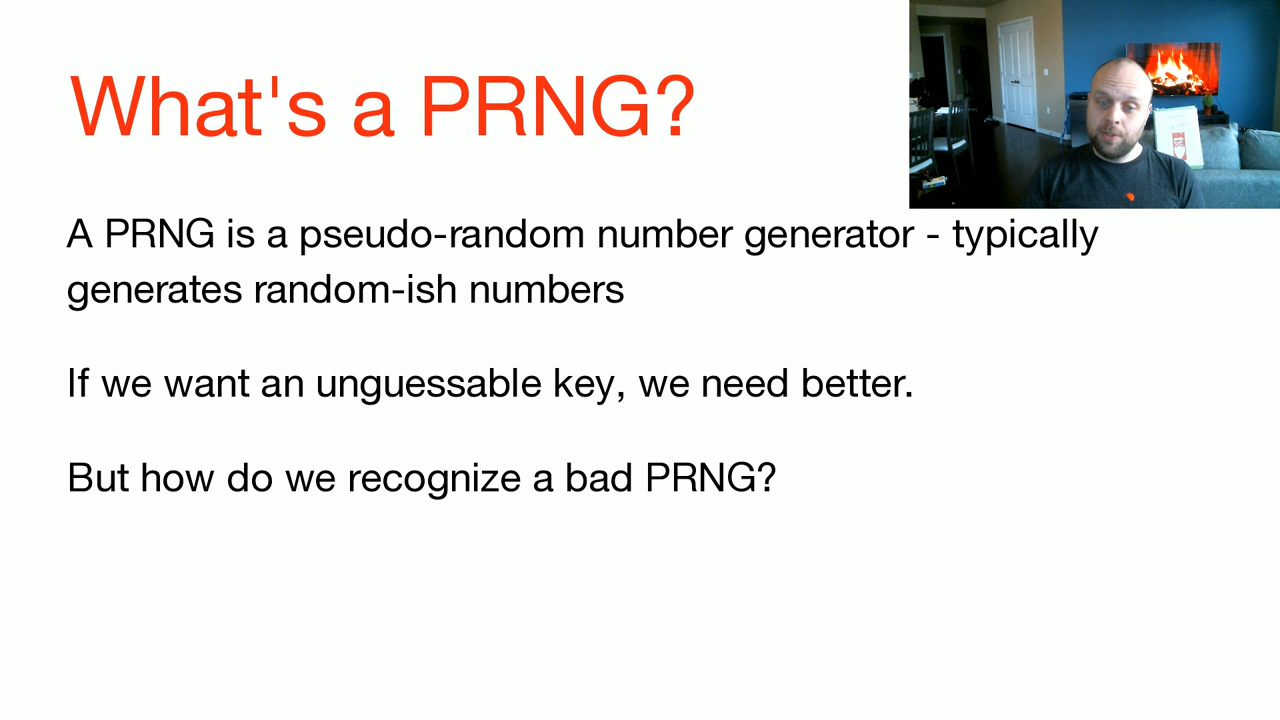 What's a PRNG?
A PRNG is a pseudo-random number generator - typically
generates random-ish numbers
If we want an unguessable key, we need better.
But how do we recognize a bad PRNG?